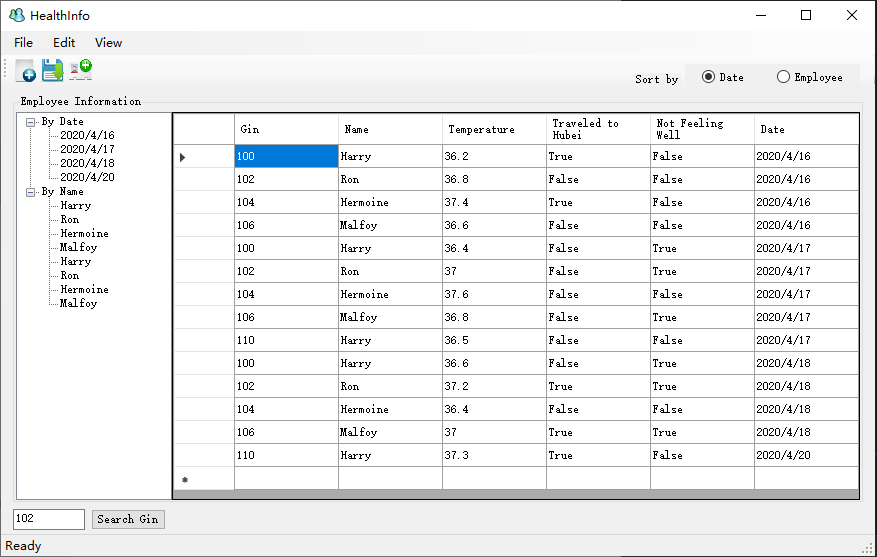 HealthInfo
File Edit View
Sort by Date Employee
Employee Information
By Date
2020/4/16
2020/4/17
2020/4/18
2020/4/20
By Name
Harry
Ron
Hermoine
Malfoy
Harry
Ron
Hermoine
Malfoy
Gin Name Temperature Traveled to Hubei Not Feeling Well Date
100 Harry 36.2 True False 2020/4/16
102 Ron 36.8 False False 2020/4/16
104 Hermoine 37.4 True False 2020/4/16
106 Malfoy 36.6 False False 2020/4/16
100 Harry 36.4 False True 2020/4/17
102 Ron 37 False True 2020/4/17
104 Hermoine 37.6 False False 2020/4/17
106 Malfoy 36.8 False True 2020/4/17
110 Harry 36.5 False False 2020/4/17
100 Harry 36.6 False True 2020/4/18
102 Ron 37.2 True True 2020/4/18
104 Hermoine 36.4 False False 2020/4/18
106 Malfoy 37 True True 2020/4/18
110 Harry 37.3 True False 2020/4/20
102 Search Gin
Ready